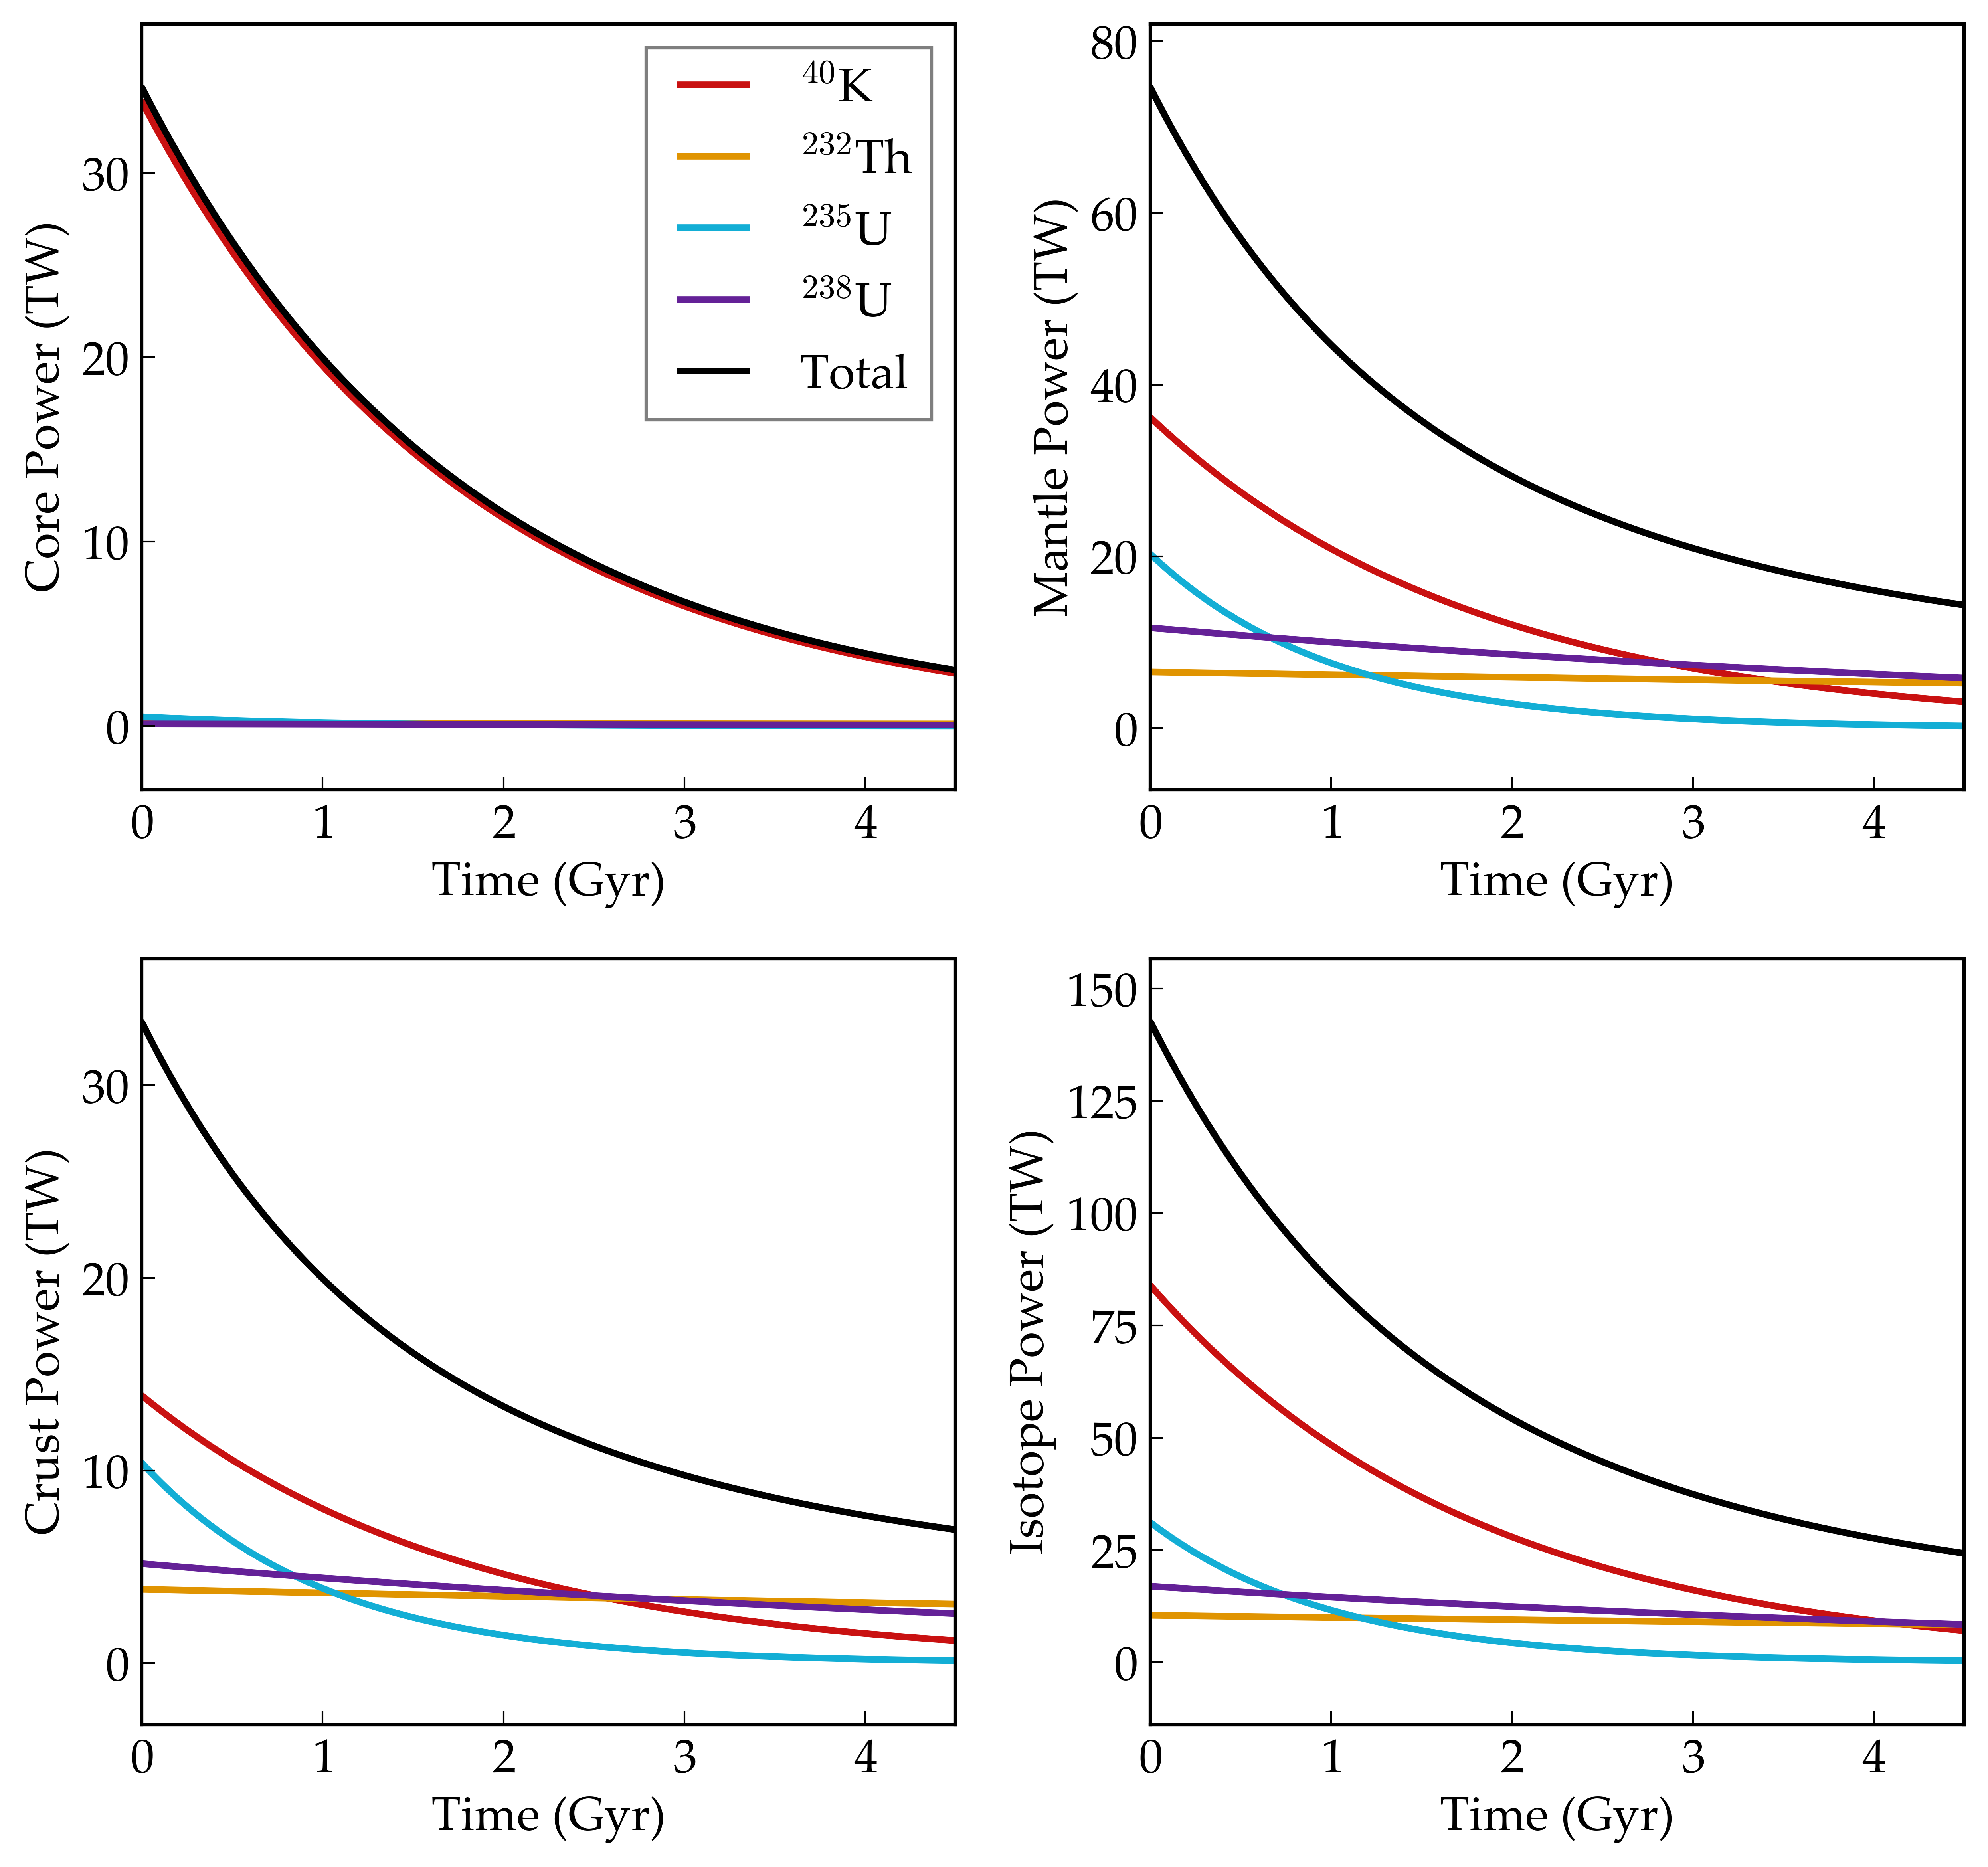 Core Power (TW)
30
20
10
0
0 1 2 3 4
Time (Gyr)
⁴⁰K
²³²Th
²³⁵U
²³⁸U
Total
Mantle Power (TW)
80
60
40
20
0
0 1 2 3 4
Time (Gyr)
Crust Power (TW)
30
20
10
0
0 1 2 3 4
Time (Gyr)
Isotope Power (TW)
150
125
100
75
50
25
0
0 1 2 3 4
Time (Gyr)